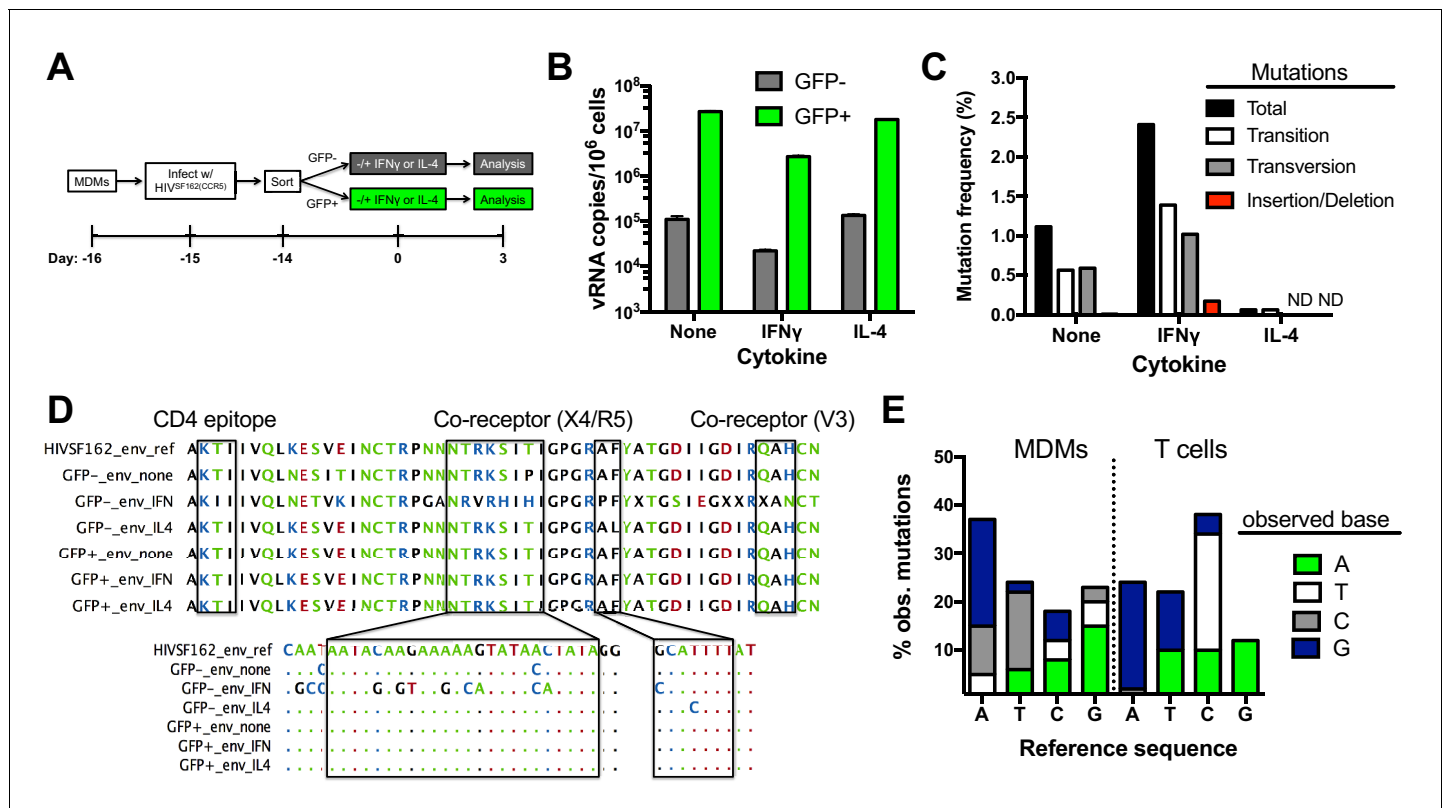 A
MDMs
Infect w/
HIVSF162(CCR5)
Sort
GFP-
GFP+
-/+ IFNγ or IL-4
Analysis
-/+ IFNγ or IL-4
Analysis
Day: -16 -15 -14 0 3
B
vRNA copies/10⁶ cells
10⁸
10⁷
10⁶
10⁵
10⁴
10³
GFP-
GFP+
None IFNγ IL-4
Cytokine
C
Mutation frequency (%)
3.0
2.5
2.0
1.5
1.0
0.5
0.0
Mutations
Total
Transition
Transversion
Insertion/Deletion
ND ND
None IFNγ IL-4
Cytokine
D
CD4 epitope Co-receptor (X4/R5) Co-receptor (V3)
HIVSF162_env_ref AKTIIVQLKESVEINCTRPNNNTRKSITIGPGRAFYATGDIIGDIRQAHCN
GFP-_env_none AKTIIVQLNESITINCTRPNNNTRKSIPIGPGRAFYATGDIIGDIRQAHCN
GFP-_env_IFN AKIIIVQLNETVKINCTRPGANRVRHIHIGPGRPFYXTGSIEGXXRXANCT
GFP-_env_IL4 AKTIIVQLKESVEINCTRPNNNTRKSITIGPGRALYATGDIIGDIRQAHCN
GFP+_env_none AKTIIVQLKESVEINCTRPNNNTRKSITIGPGRAFYATGDIIGDIRQAHCN
GFP+_env_IFN AKTIIVQLKESVEINCTRPNNNTRKSITIGPGRAFYATGDIIGDIRQAHCN
GFP+_env_IL4 AKTIIVQLKESVEINCTRPNNNTRKSITIGPGRAFYATGDIIGDIRQAHCN
HIVSF162_env_ref CAATAATACAAGAAAAAGTATAACTATAGG GCATTTTAT
GFP-_env_none ...C................C....... .........
GFP-_env_IFN .GCC....G.GT..G.CA....CA..... C........
GFP-_env_IL4 .............................. ....C....
GFP+_env_none .............................. .........
GFP+_env_IFN .............................. .........
GFP+_env_IL4 .............................. .........
E
MDMs T cells
% obs. mutations
50
40
30
20
10
A T C G A T C G
Reference sequence
observed base
A
T
C
G